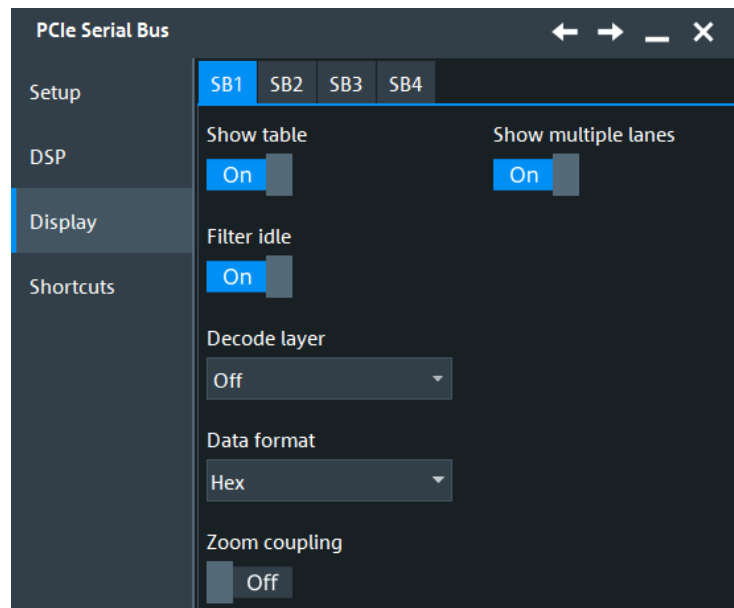 PCIe Serial Bus
Setup
DSP
Display
Shortcuts
SB1 SB2 SB3 SB4
Show table Show multiple lanes
On On
Filter idle
On
Decode layer
Off
Data format
Hex
Zoom coupling
Off